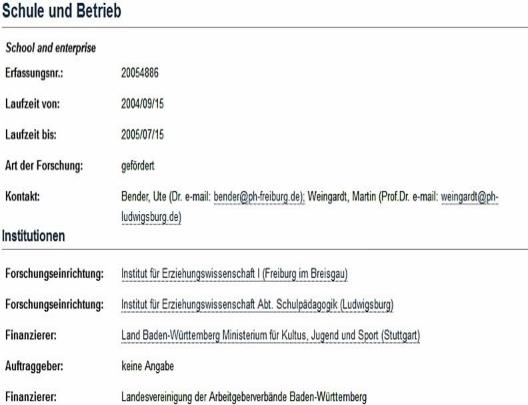 Schule und Betrieb
School and enterprise
Erfassungsnr.: 20054886
Laufzeit von: 2004/09/15
Laufzeit bis: 2005/07/15
Art der Forschung: gefördert
Kontakt: Bender, Ute (Dr. e-mail: bender@ph-freiburg.de); Weingardt, Martin (Prof.Dr. e-mail: weingardt@ph-
ludwigsburg.de)
Institutionen
Forschungseinrichtung: Institut für Erziehungswissenschaft I (Freiburg im Breisgau)
Forschungseinrichtung: Institut für Erziehungswissenschaft Abt. Schulpädagogik (Ludwigsburg)
Finanzierer: Land Baden-Württemberg Ministerium für Kultus, Jugend und Sport (Stuttgart)
Auftraggeber: keine Angabe
Finanzierer: Landesvereinigung der Arbeitgeberverbände Baden-Württemberg